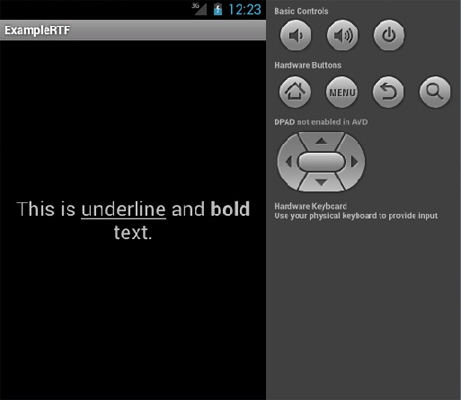 3G 12:23
ExampleRTF
This is underline and bold
text.
Basic Controls
Hardware Buttons
MENU
DPAD not enabled in AVD
Hardware Keyboard
Use your physical keyboard to provide input